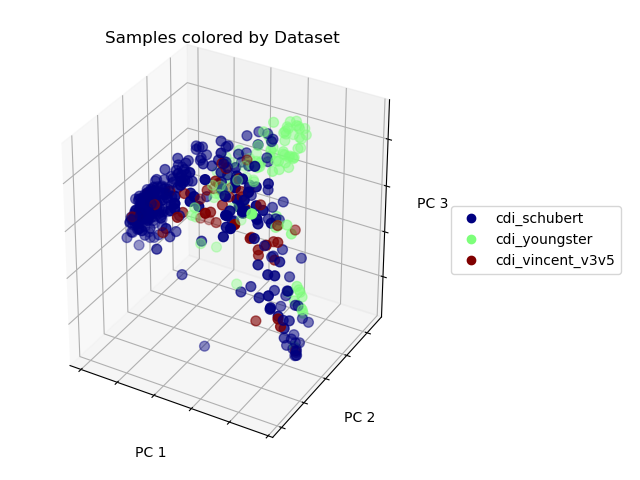 Samples colored by Dataset
PC 3
cdi_schubert
cdi_youngster
cdi_vincent_v3v5
PC 2
PC 1